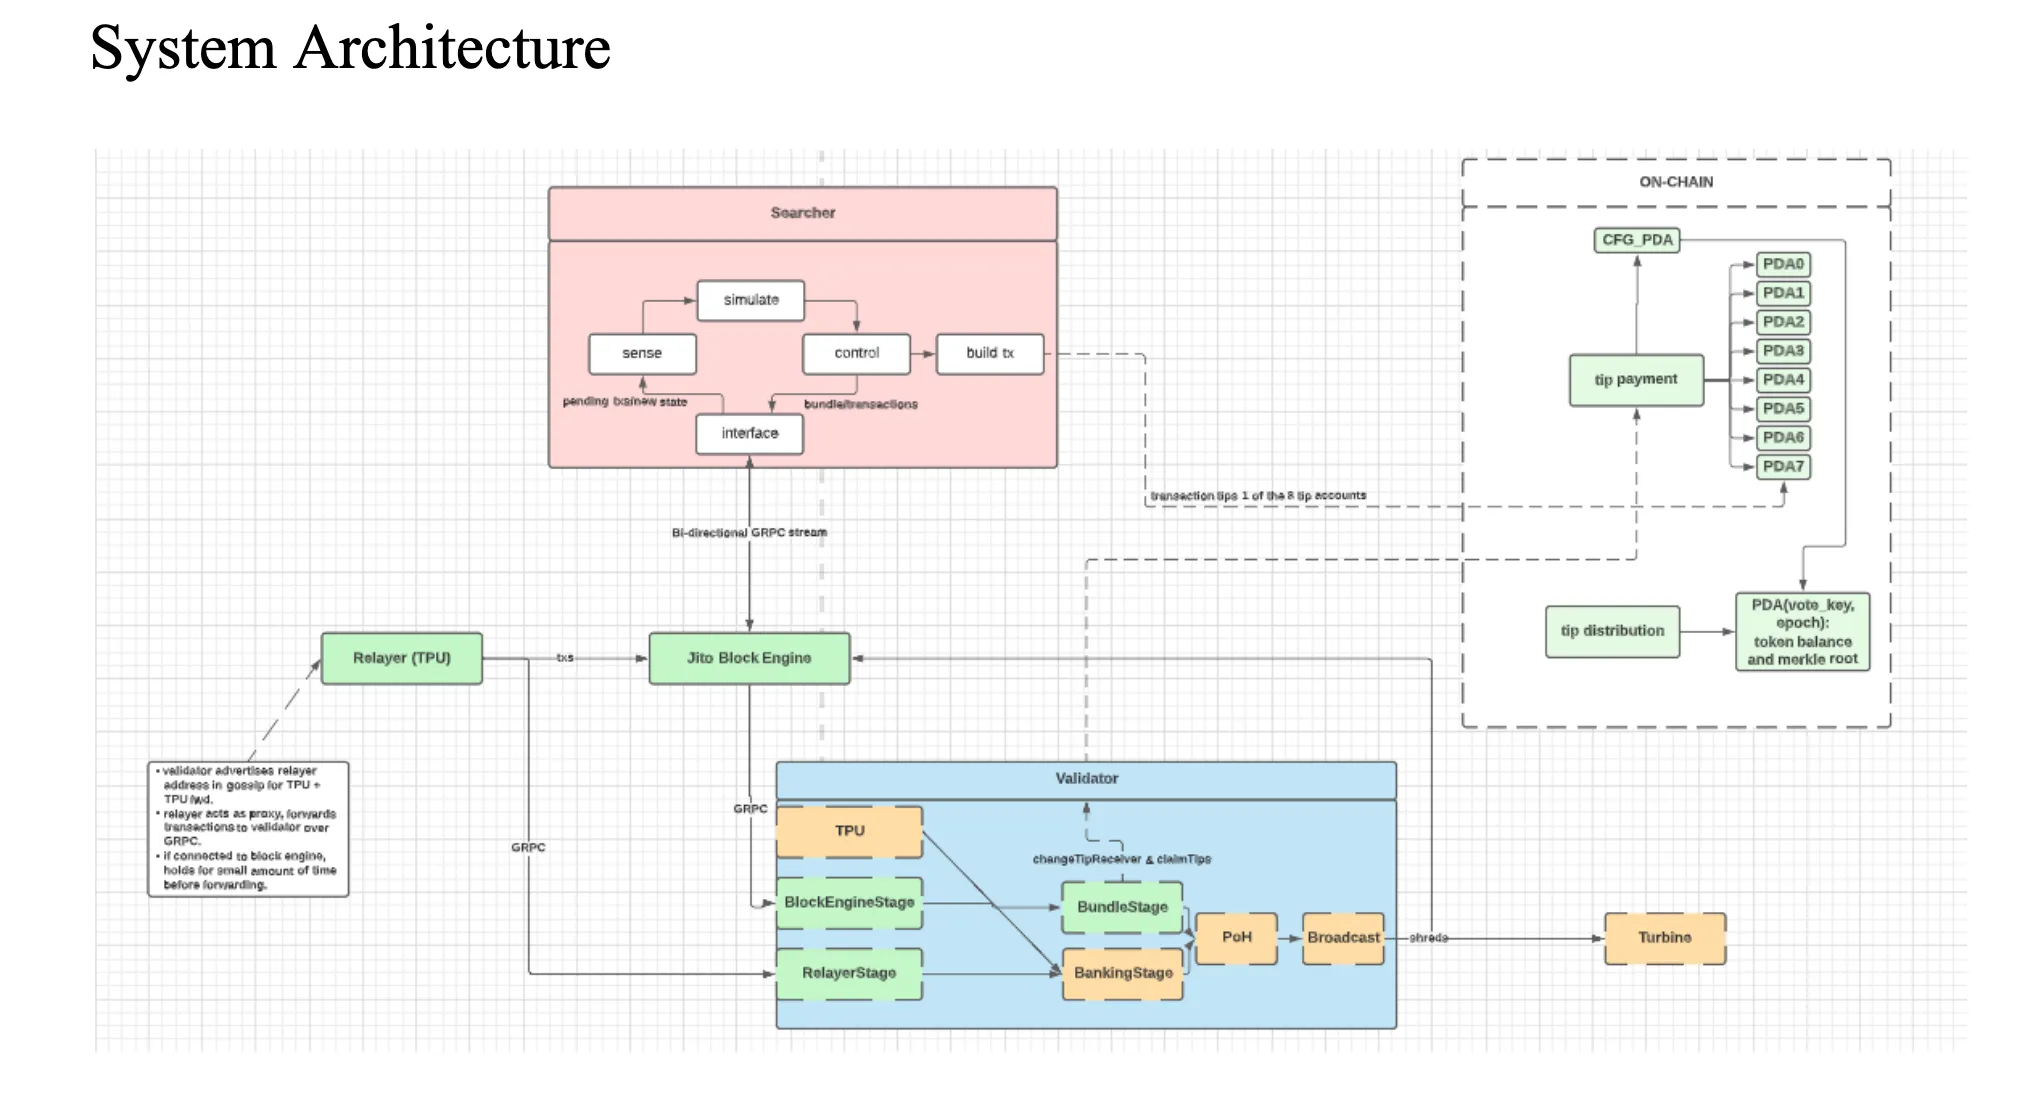 System Architecture
ON-CHAIN
Searcher
CFG_PDA
PDA0
PDA1
PDA2
PDA3
PDA4
PDA5
PDA6
PDA7
simulate
sense
control
build tx
tip payment
pending txs/new state
bundle/transactions
interface
transaction tips 1 of the 8 tip accounts
Bi-directional GRPC stream
PDA(vote_key,
epoch):
token balance
and merkle root
tip distribution
Relayer (TPU)
txs
Jito Block Engine
• validator advertises relayer
address in gossip for TPU +
TPU fwd.
• relayer acts as proxy, forwards
transactions to validator over
GRPC.
• if connected to block engine,
holds for small amount of time
before forwarding.
Validator
GRPC
TPU
GRPC
changeTipReceiver & claimTips
BlockEngineStage
BundleStage
PoH
Broadcast
shreds
Turbine
RelayerStage
BankingStage